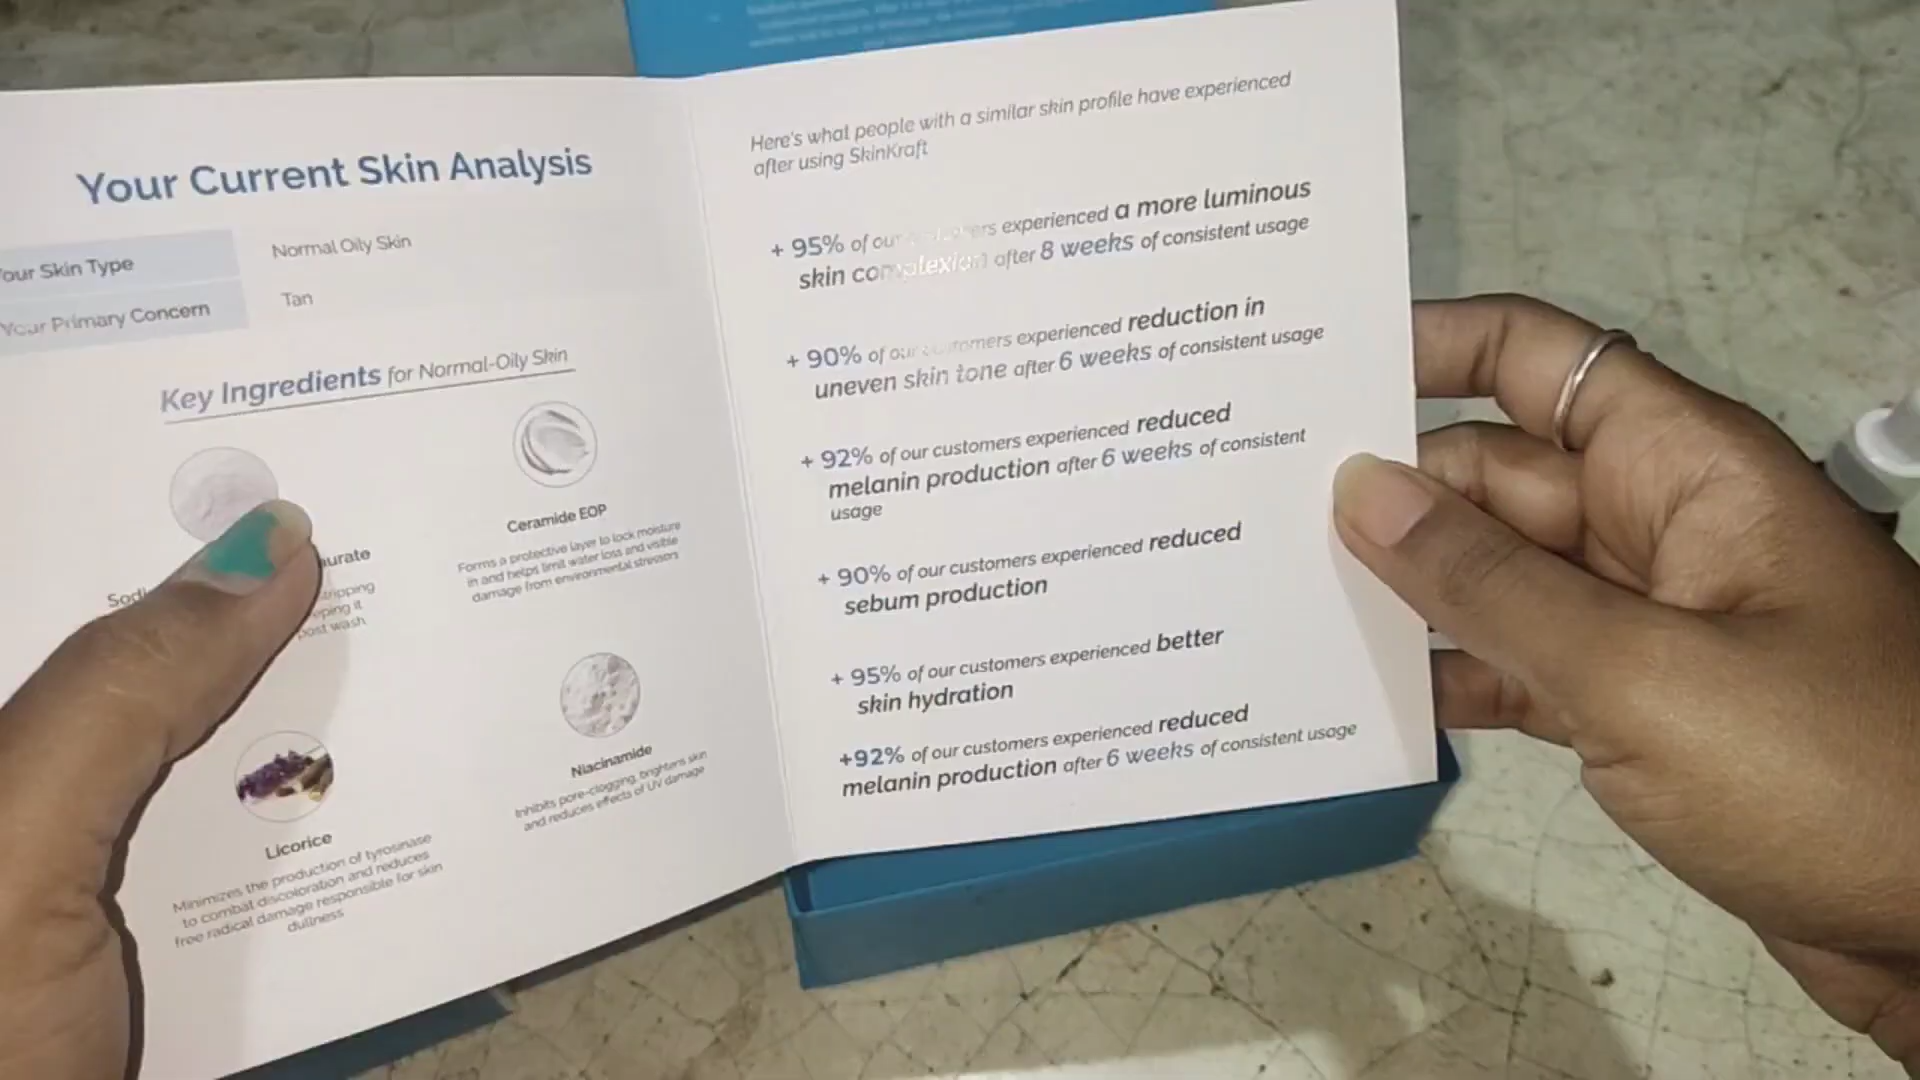 Your Current Skin Analysis
our Skin Type
Normal Oily Skin
Your Primary Concern
Tan
Key Ingredients for Normal-Oily Skin
urate
Sodi
tripping
eping it
post wash
Ceramide EOP
Forms a protective layer to lock moisture
in and helps limit water loss and visible
damage from environmental stressors
Licorice
Minimizes the production of tyrosinase
to combat discoloration and reduces
free radical damage responsible for skin
dullness
Niacinamide
Inhibits pore-clogging, brightens skin
and reduces effects of UV damage
Here's what people with a similar skin profile have experienced
after using SkinKraft
+ 95% of our customers experienced a more luminous
skin complexion after 8 weeks of consistent usage
+ 90% of our customers experienced reduction in
uneven skin tone after 6 weeks of consistent usage
+ 92% of our customers experienced reduced
melanin production after 6 weeks of consistent
usage
+ 90% of our customers experienced reduced
sebum production
+ 95% of our customers experienced better
skin hydration
+92% of our customers experienced reduced
melanin production after 6 weeks of consistent usage